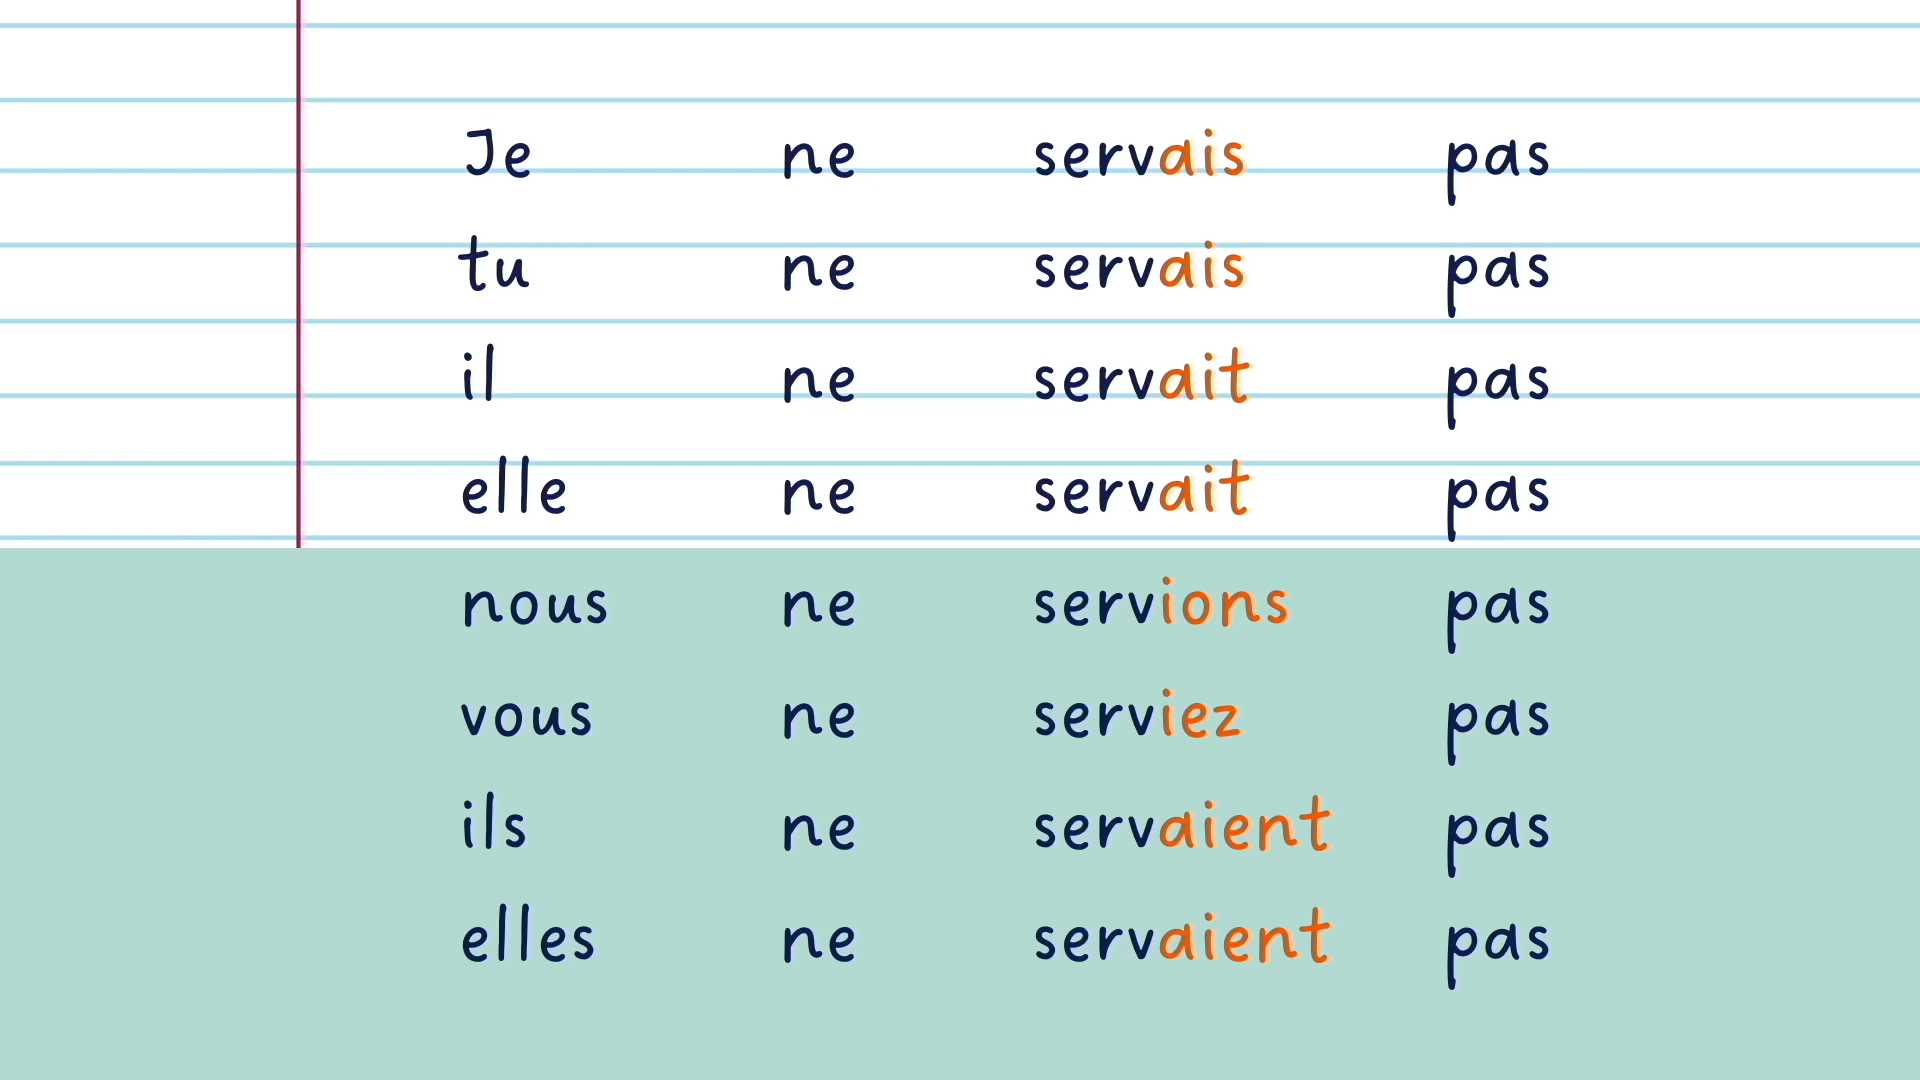 Je ne servais pas
tu ne servais pas
il ne servait pas
elle ne servait pas
nous ne servions pas
vous ne serviez pas
ils ne servaient pas
elles ne servaient pas